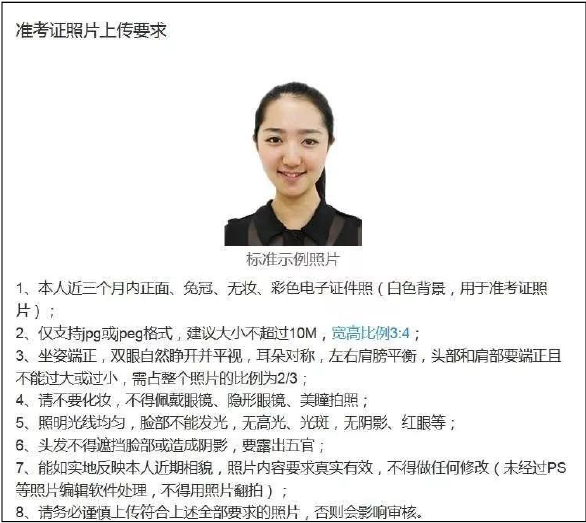 准考证照片上传要求
标准示例照片
1、本人近三个月内正面、免冠、无妆、彩色电子证件照（白色背景，用于准考证照
片）；
2、仅支持jpg或jpeg格式，建议大小不超过10M，宽高比例3:4；
3、坐姿端正，双眼自然睁开并平视，耳朵对称，左右肩膀平衡，头部和肩部要端正且
不能过大或过小，需占整个照片的比例为2/3；
4、请不要化妆，不得佩戴眼镜、隐形眼镜、美瞳拍照；
5、照明光线均匀，脸部不能发光，无高光、光斑，无阴影、红眼等；
6、头发不得遮挡脸部或造成阴影，要露出五官；
7、能如实地反映本人近期相貌，照片内容要求真实有效，不得做任何修改（未经过PS
等照片编辑软件处理，不得用照片翻拍）；
8、请务必谨慎上传符合上述全部要求的照片，否则会影响审核。